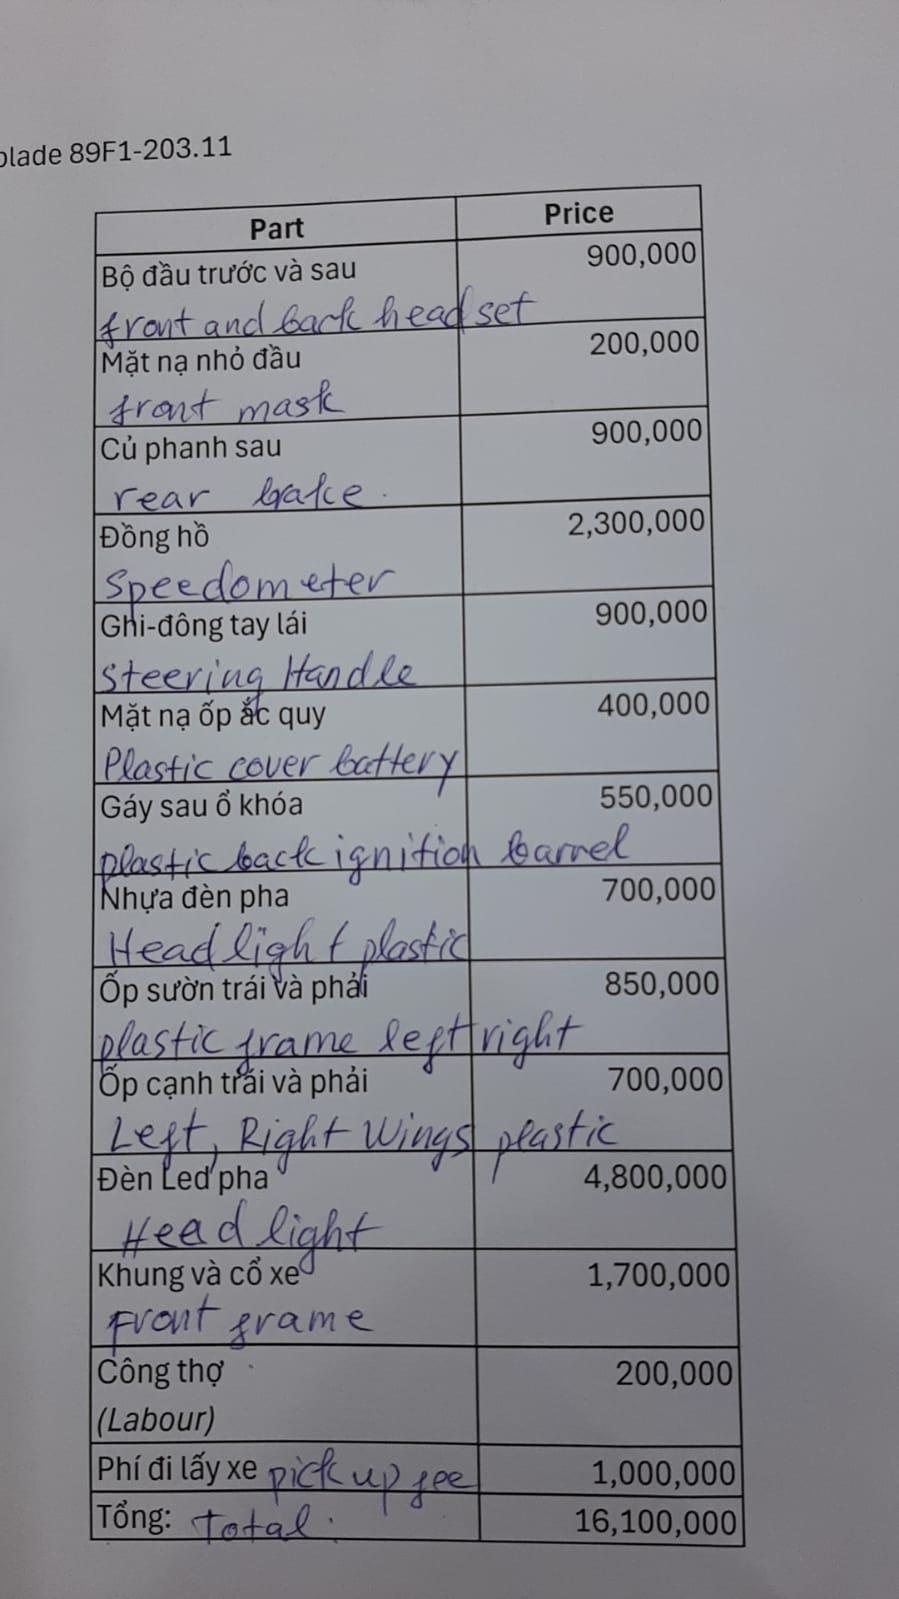 blade 89F1-203.11
Part Price
Bộ đầu trước và sau 900,000
front and back head set
Mặt nạ nhỏ đầu 200,000
front mask
Củ phanh sau 900,000
rear brake.
Đồng hồ 2,300,000
Speedometer
Ghi-đông tay lái 900,000
Steering Handle
Mặt nạ ốp ắc quy 400,000
Plastic cover battery
Gáy sau ổ khóa 550,000
plastic back ignition barrel
Nhựa đèn pha 700,000
Head light plastic
Ốp sườn trái và phải 850,000
plastic frame left right
Ốp cạnh trái và phải 700,000
Left, Right Wings plastic
Đèn Led pha 4,800,000
Head light
Khung và cổ xe 1,700,000
Front frame
Công thợ 200,000
(Labour)
Phí đi lấy xe pick up fee 1,000,000
Tổng: Total. 16,100,000